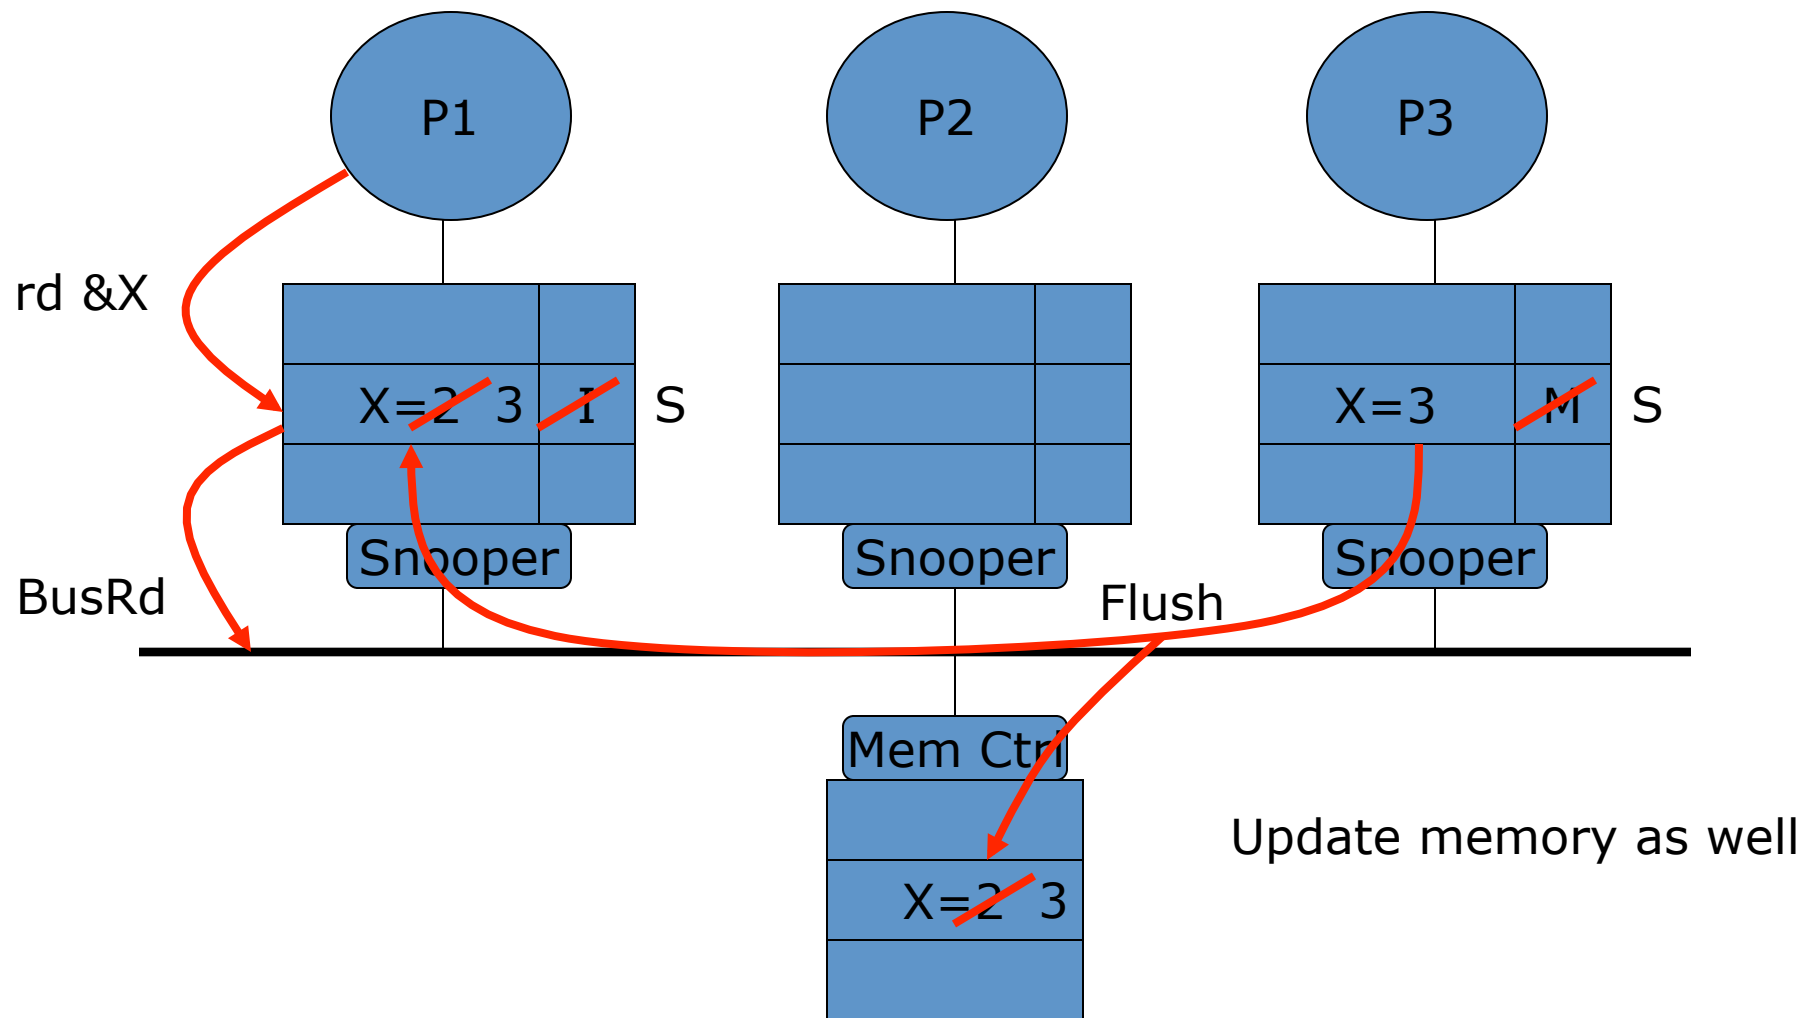 P1
P2
P3
rd &X
X=2 3 I S
X=3 M S
Snooper
Snooper
Snooper
BusRd
Flush
Mem Ctrl
Update memory as well
X=2 3